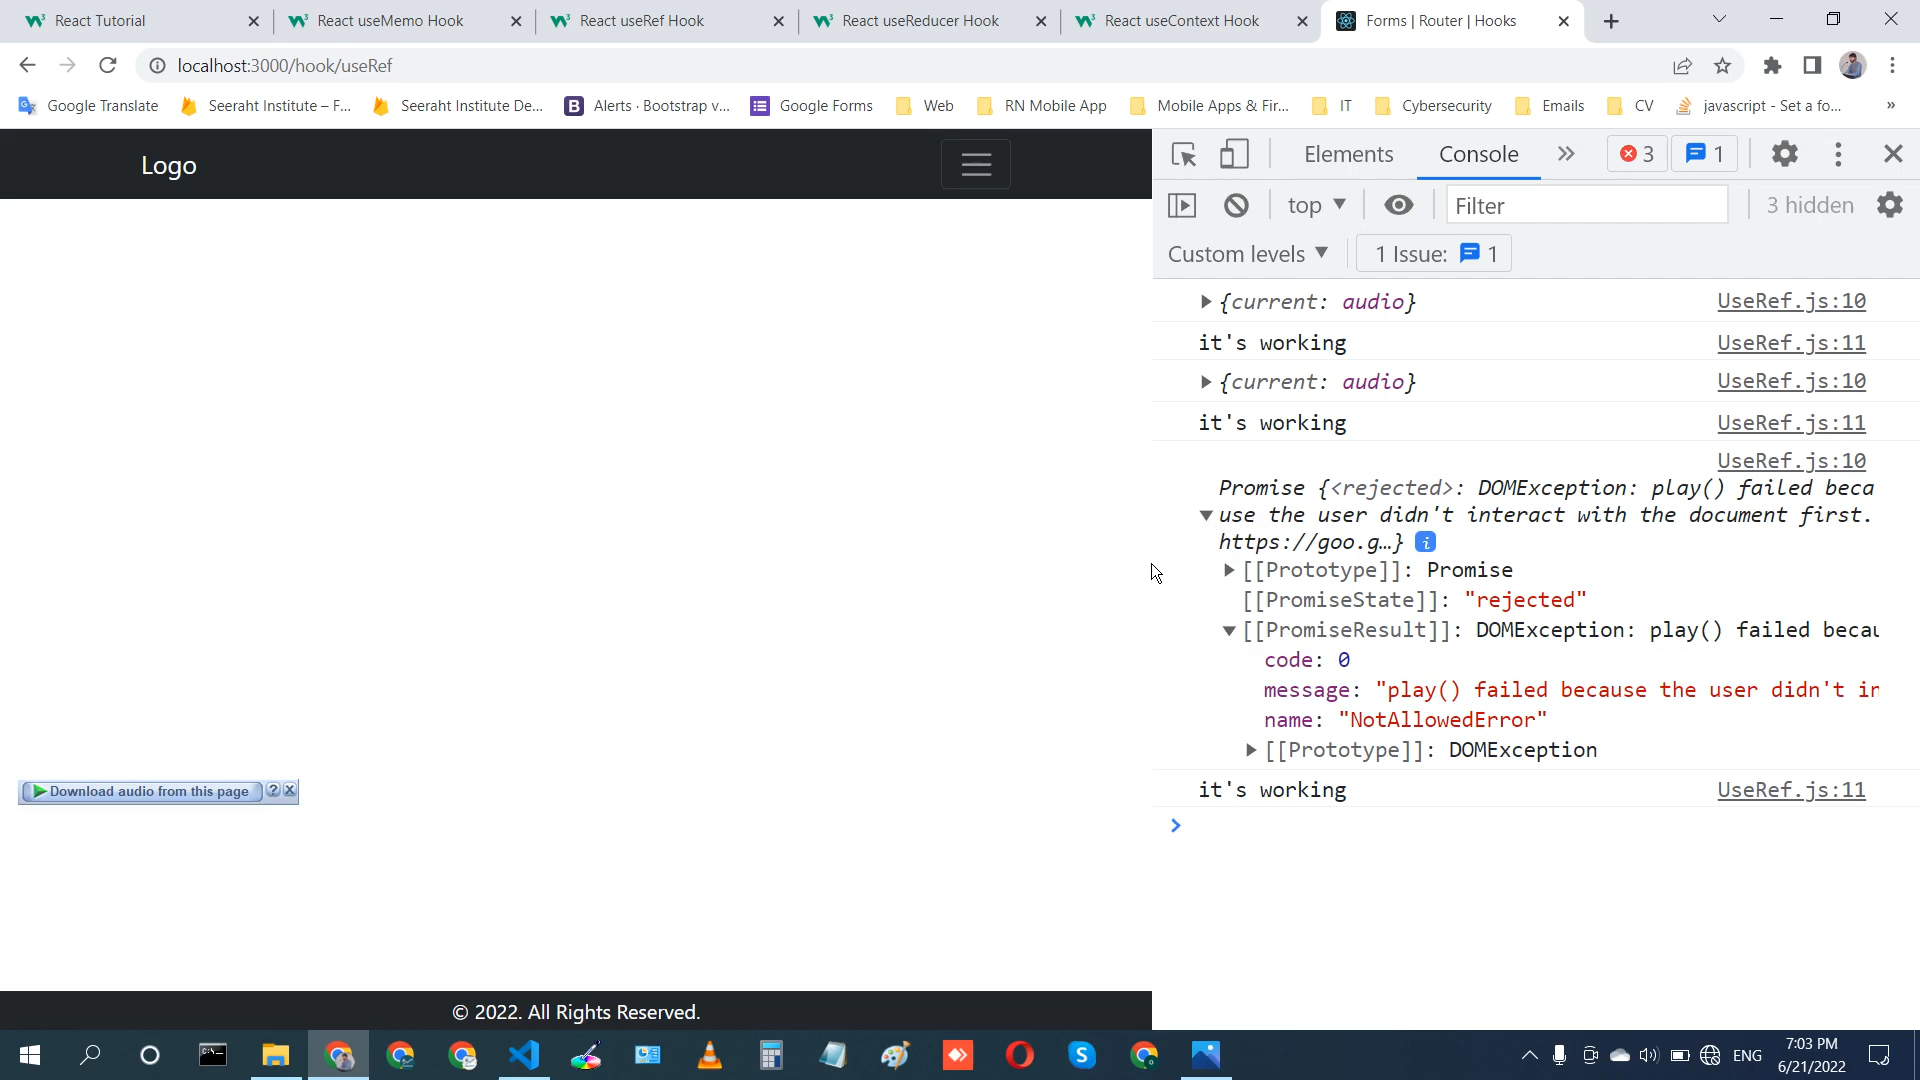 React Tutorial
React useMemo Hook
React useRef Hook
React useReducer Hook
React useContext Hook
Forms | Router | Hooks
localhost:3000/hook/useRef
Google Translate
Seeraht Institute – F...
Seeraht Institute De...
B Alerts · Bootstrap v...
Google Forms
Web
RN Mobile App
Mobile Apps & Fir...
IT
Cybersecurity
Emails
CV
javascript - Set a fo...
»
Logo
Elements Console 3 1
top Filter 3 hidden
Custom levels 1 Issue: 1
{current: audio} UseRef.js:10
it's working UseRef.js:11
{current: audio} UseRef.js:10
it's working UseRef.js:11
UseRef.js:10
Promise {<rejected>: DOMException: play() failed beca
use the user didn't interact with the document first.
https://goo.g…} i
[[Prototype]]: Promise
[[PromiseState]]: "rejected"
[[PromiseResult]]: DOMException: play() failed becau
code: 0
message: "play() failed because the user didn't in
name: "NotAllowedError"
[[Prototype]]: DOMException
it's working UseRef.js:11
Download audio from this page ? X
© 2022. All Rights Reserved.
ENG
7:03 PM
6/21/2022